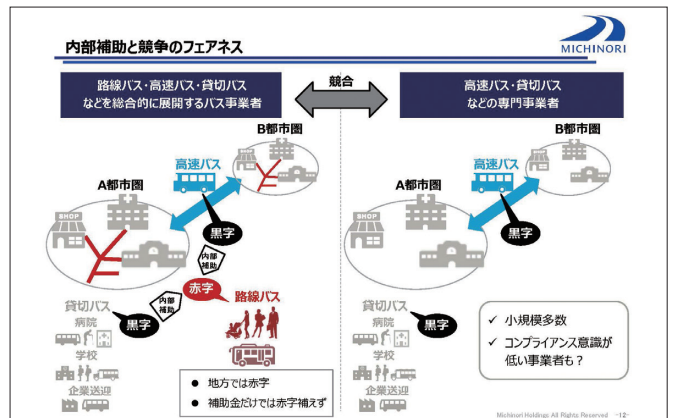 内部補助と競争のフェアネス
MICHINORI
路線バス・高速バス・貸切バス
などを総合的に展開するバス事業者
競合
高速バス・貸切バス
などの専門事業者
B都市圏
高速バス
A都市圏
SHOP
黒字
内部
補助
赤字
路線バス
内部
補助
貸切バス
黒字
病院
学校
企業送迎
● 地方では赤字
● 補助金だけでは赤字補えず
B都市圏
高速バス
A都市圏
SHOP
黒字
貸切バス
黒字
病院
学校
企業送迎
✓ 小規模多数
✓ コンプライアンス意識が
低い事業者も？
Michinori Holdings All Rights Reserved -12-